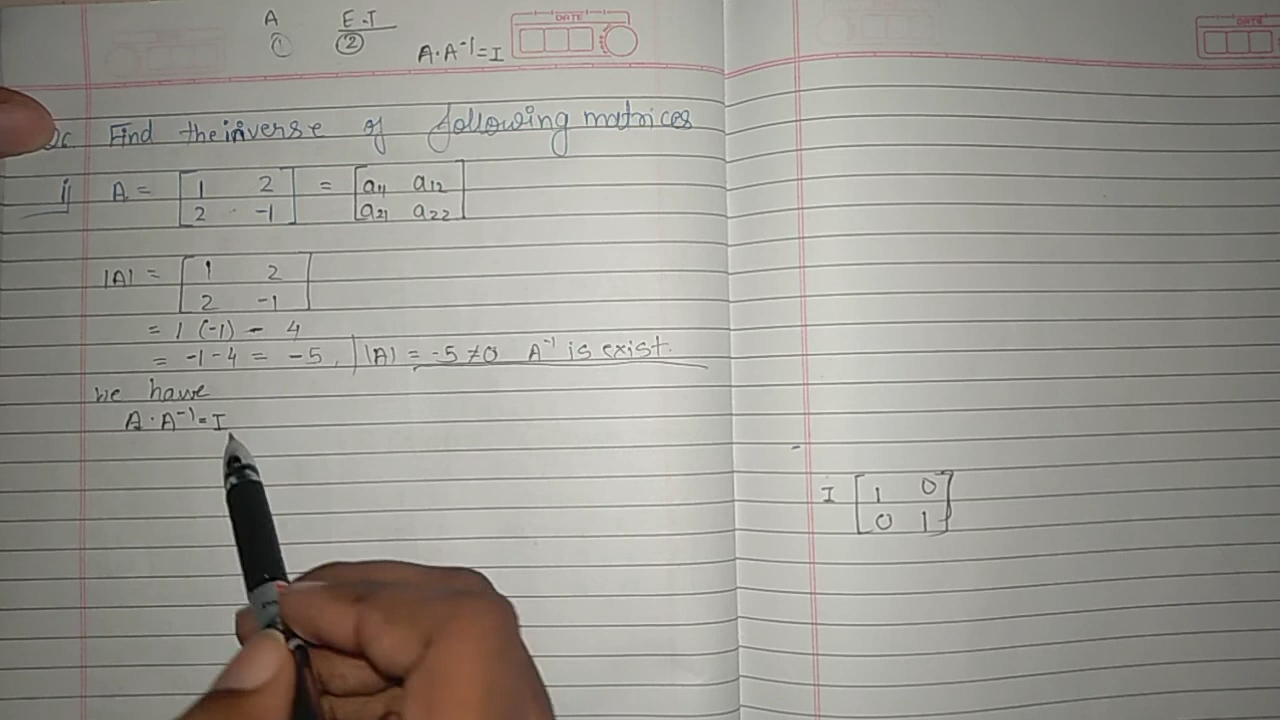 A E.I
① ②
A·A⁻¹=I
DATE
DATE
Find the inverse of following matrices
i) A = [1 2 = [a11 a12
2 -1] a21 a22]
|A| = [1 2
2 -1]
= 1 (-1) - 4
= -1-4 = -5, |A| = -5 ≠0 A⁻¹ is exist.
we have
A·A⁻¹=I
I [1 0
0 1]